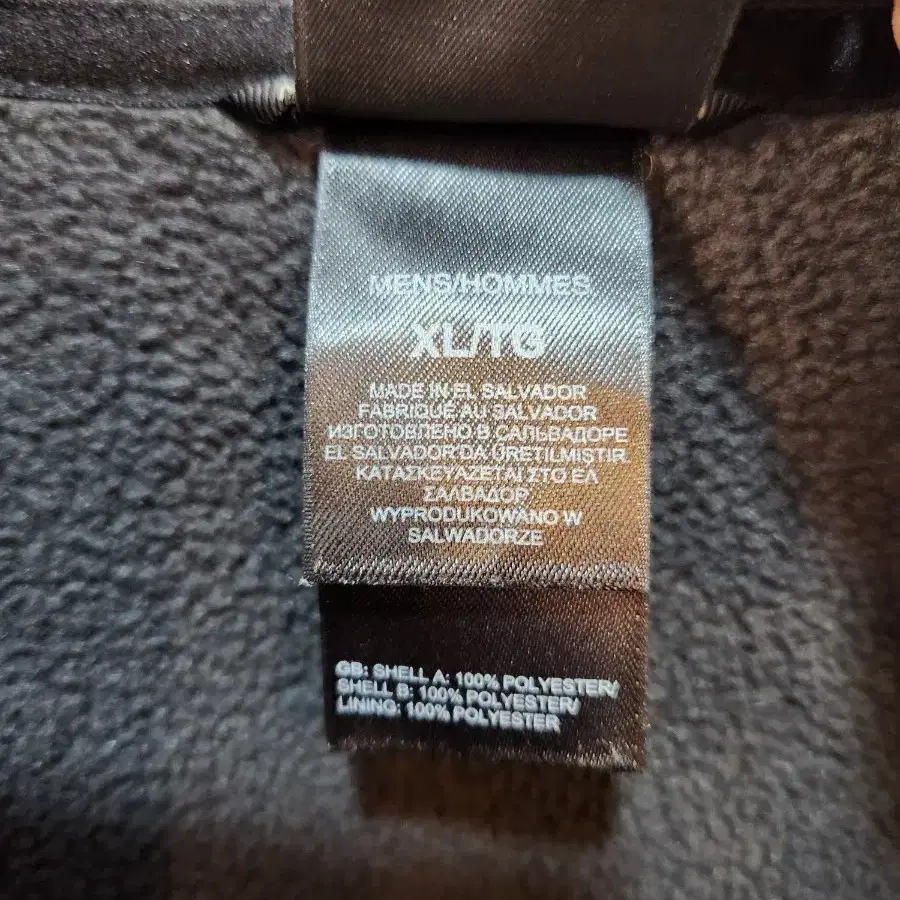 MENS/HOMMES
XL/TG
MADE IN EL SALVADOR
FABRIQUÉ AU SALVADOR
ИЗГОТОВЛЕНО В САЛЬВАДОРЕ
EL SALVADOR'DA ÜRETILMISTIR.
ΚΑΤΑΣΚΕΥΑΖΕΤΑΙ ΣΤΟ ΕΛ
ΣΑΛΒΑΔΟΡ
WYPRODUKOWANO W
SALWADORZE
GB: SHELL A: 100% POLYESTER/
SHELL B: 100% POLYESTER/
LINING: 100% POLYESTER